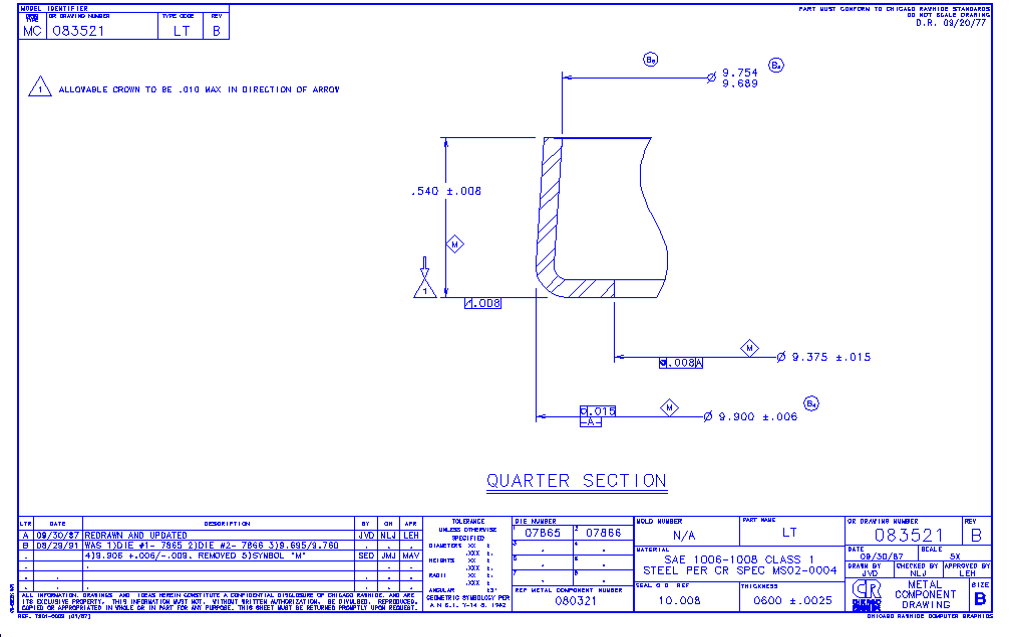 MODEL IDENTIFIER
TYPE
CR DRAWING NUMBER
TYPE CODE
REV
MC
083521
LT
B
PART MUST CONFORM TO CHICAGO RAWHIDE STANDARDS
DO NOT SCALE DRAWING
D.R. 09/20/77
1 ALLOWABLE CROWN TO BE .010 MAX IN DIRECTION OF ARROW
Ø 9.754
9.689
.540 ±.008
M
1
.008
M
.008 A
Ø 9.375 ±.015
.015
-A-
M
Ø 9.900 ±.006
QUARTER SECTION
LTR DATE DESCRIPTION BY CH APR
A 09/30/87 REDRAWN AND UPDATED JVD NLJ LEH
B 08/29/91 WAS 1)DIE #1- 7865 2)DIE #2- 7866 3)9.695/9.760
4)9.906 +.006/-.009. REMOVED 5)SYMBOL "M" SED JMJ MAV
ALL INFORMATION, DRAWINGS AND IDEAS HEREIN CONSTITUTE A CONFIDENTIAL DISCLOSURE OF CHICAGO RAWHIDE, AND ARE
ITS EXCLUSIVE PROPERTY. THIS INFORMATION MUST NOT, WITHOUT WRITTEN AUTHORIZATION, BE DIVULGED, REPRODUCED,
COPIED OR APPROPRIATED IN WHOLE OR IN PART FOR ANY PURPOSE. THIS SHEET MUST BE RETURNED PROMPTLY UPON REQUEST.
TOLERANCE
UNLESS OTHERWISE
SPECIFIED
DIAMETERS .XX ±
.XXX ±
HEIGHTS .XX ±
.XXX ±
RADII .XX ±
.XXX ±
ANGULAR ±3°
GEOMETRIC SYMBOLOGY PER
A N S.I. Y-14 5. 1982
DIE NUMBER
1 07865
2 07866
3
4
5
6
7
8
REF METAL COMPONENT NUMBER
080321
MOLD NUMBER
N/A
PART NAME
LT
MATERIAL
SAE 1006-1008 CLASS 1
STEEL PER CR SPEC MS02-0004
SEAL O.D. REF
10.008
THICKNESS
.0600 ±.0025
CR DRAWING NUMBER
083521
REV
B
DATE
09/30/87
SCALE
5X
DRAWN BY
JVD
CHECKED BY
NLJ
APPROVED BY
LEH
CR
CHICAGO
RAWHIDE
METAL
COMPONENT
DRAWING
SIZE
B
REF. TS01-0003 (01/87)
CHICAGO RAWHIDE COMPUTER GRAPHICS